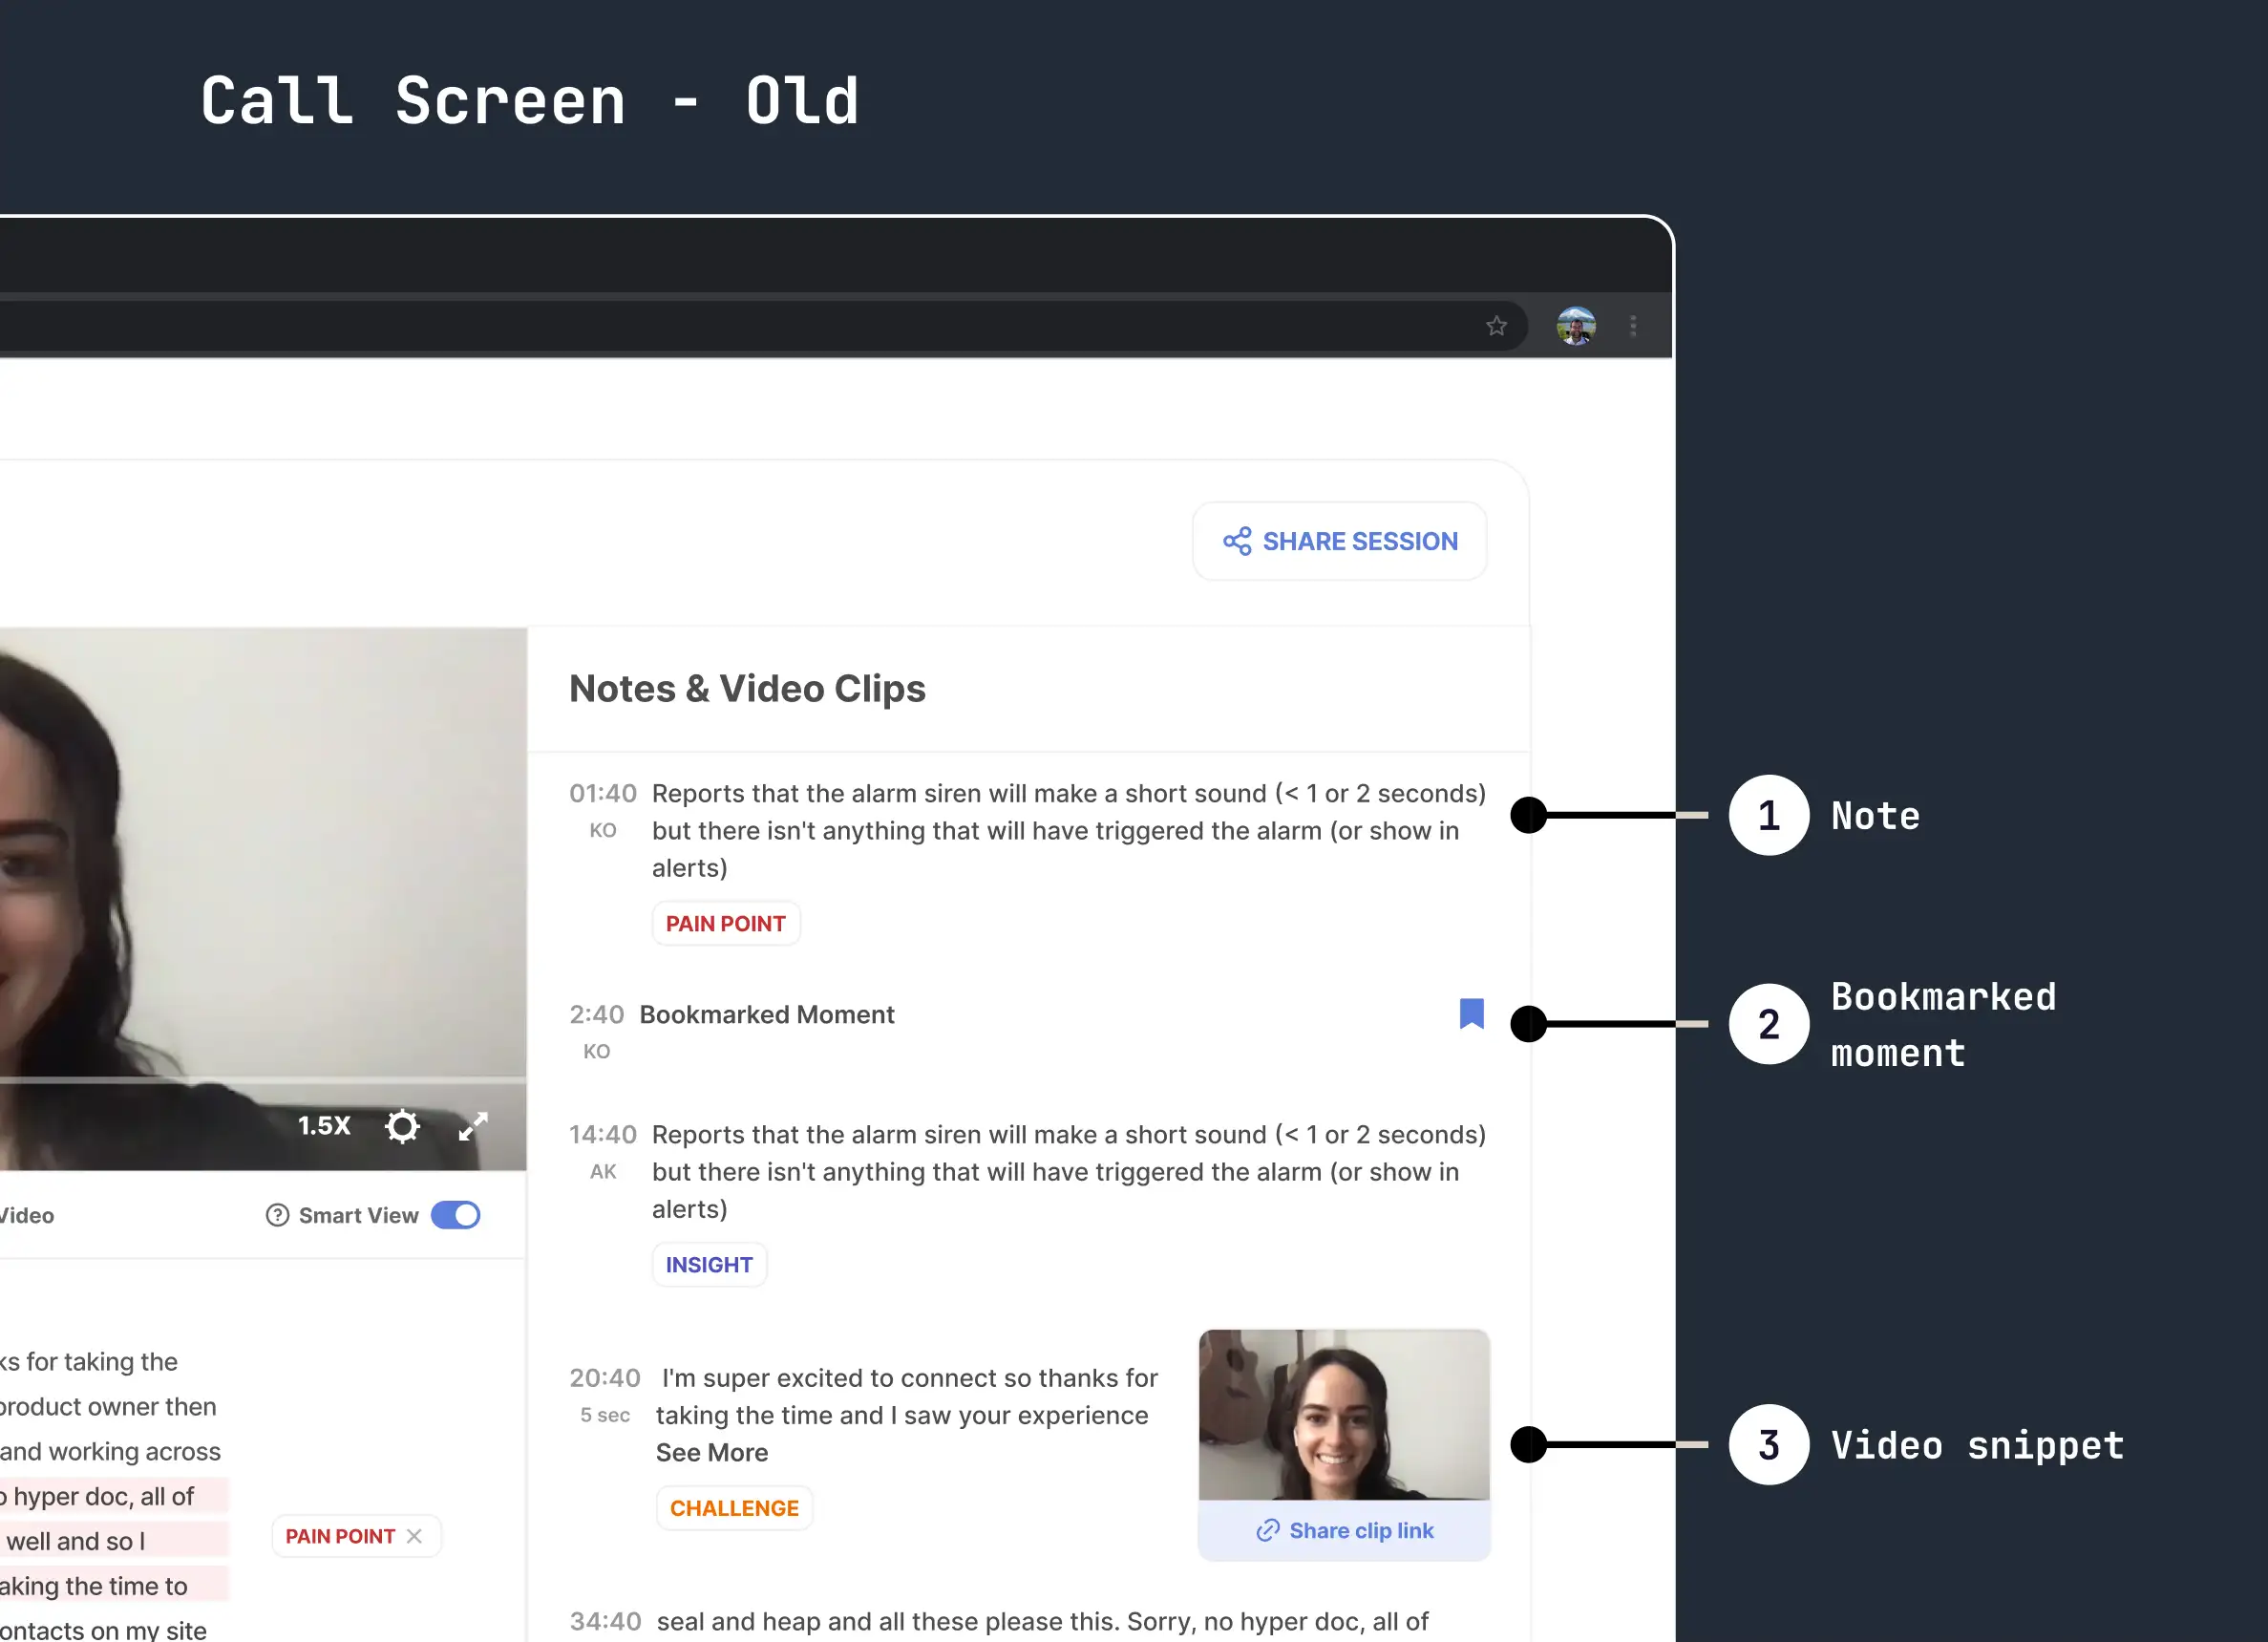 Call Screen - Old
SHARE SESSION
Notes & Video Clips
01:40 Reports that the alarm siren will make a short sound (< 1 or 2 seconds)
KO but there isn't anything that will have triggered the alarm (or show in
alerts)
PAIN POINT
1 Note
2:40 Bookmarked Moment
KO
2 Bookmarked
moment
14:40 Reports that the alarm siren will make a short sound (< 1 or 2 seconds)
AK but there isn't anything that will have triggered the alarm (or show in
alerts)
INSIGHT
20:40 I'm super excited to connect so thanks for
5 sec taking the time and I saw your experience
See More
CHALLENGE
Share clip link
3 Video snippet
34:40 seal and heap and all these please this. Sorry, no hyper doc, all of
1.5X
Video
? Smart View
ks for taking the
product owner then
and working across
o hyper doc, all of
well and so I
PAIN POINT
aking the time to
ontacts on my site